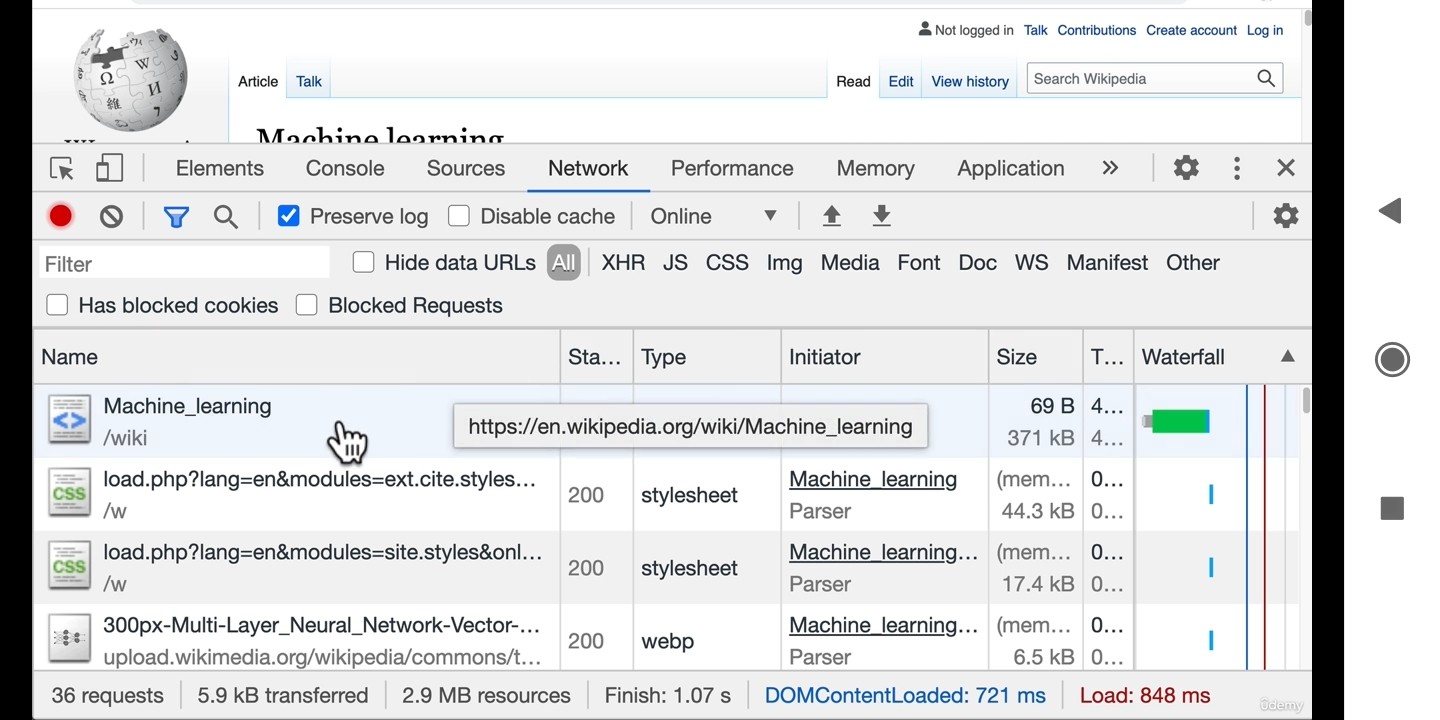 Not logged in Talk Contributions Create account Log in
Article Talk Read Edit View history Search Wikipedia
Machine learning
Elements Console Sources Network Performance Memory Application
Preserve log Disable cache Online
Filter Hide data URLs All XHR JS CSS Img Media Font Doc WS Manifest Other
Has blocked cookies Blocked Requests
Name Sta... Type Initiator Size T... Waterfall
Machine_learning 69 B 4...
/wiki https://en.wikipedia.org/wiki/Machine_learning 371 kB 4...
load.php?lang=en&modules=ext.cite.styles... 200 stylesheet Machine_learning (mem... 0...
/w Parser 44.3 kB 0...
load.php?lang=en&modules=site.styles&onl... 200 stylesheet Machine_learning... (mem... 0...
/w Parser 17.4 kB 0...
300px-Multi-Layer_Neural_Network-Vector-... 200 webp Machine_learning... (mem... 0...
upload.wikimedia.org/wikipedia/commons/t... Parser 6.5 kB 0...
36 requests 5.9 kB transferred 2.9 MB resources Finish: 1.07 s DOMContentLoaded: 721 ms Load: 848 ms
ûdemy